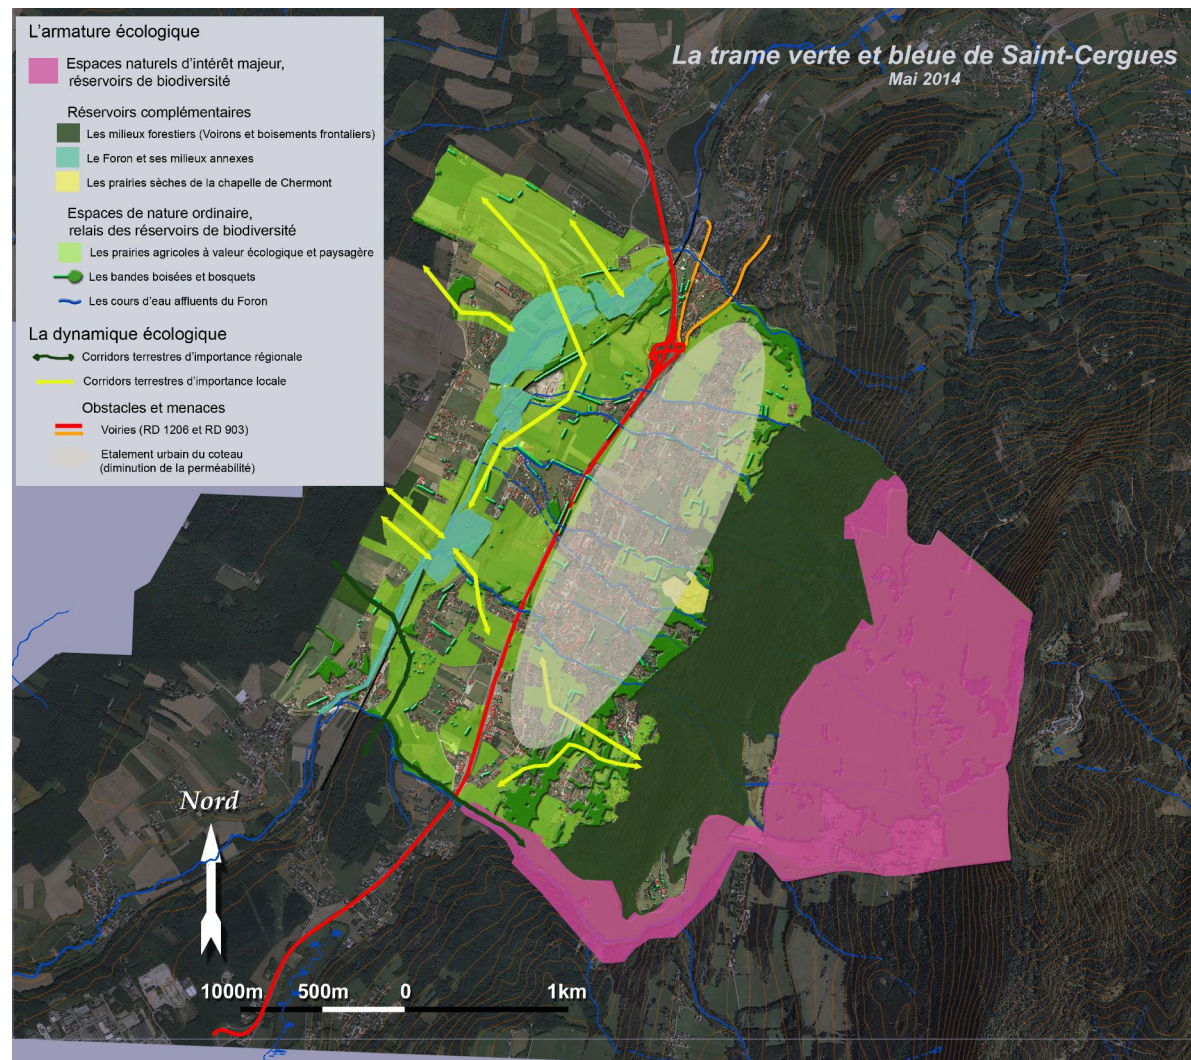 L'armature écologique
Espaces naturels d'intérêt majeur,
réservoirs de biodiversité
Réservoirs complémentaires
Les milieux forestiers (Voirons et boisements frontaliers)
Le Foron et ses milieux annexes
Les prairies sèches de la chapelle de Chermont
Espaces de nature ordinaire,
relais des réservoirs de biodiversité
Les prairies agricoles à valeur écologique et paysagère
Les bandes boisées et bosquets
Les cours d'eau affluents du Foron
La dynamique écologique
Corridors terrestres d'importance régionale
Corridors terrestres d'importance locale
Obstacles et menaces
Voiries (RD 1206 et RD 903)
Etalement urbain du coteau
(diminution de la perméabilité)
La trame verte et bleue de Saint-Cergues
Mai 2014
Nord
1000m 500m 0 1km